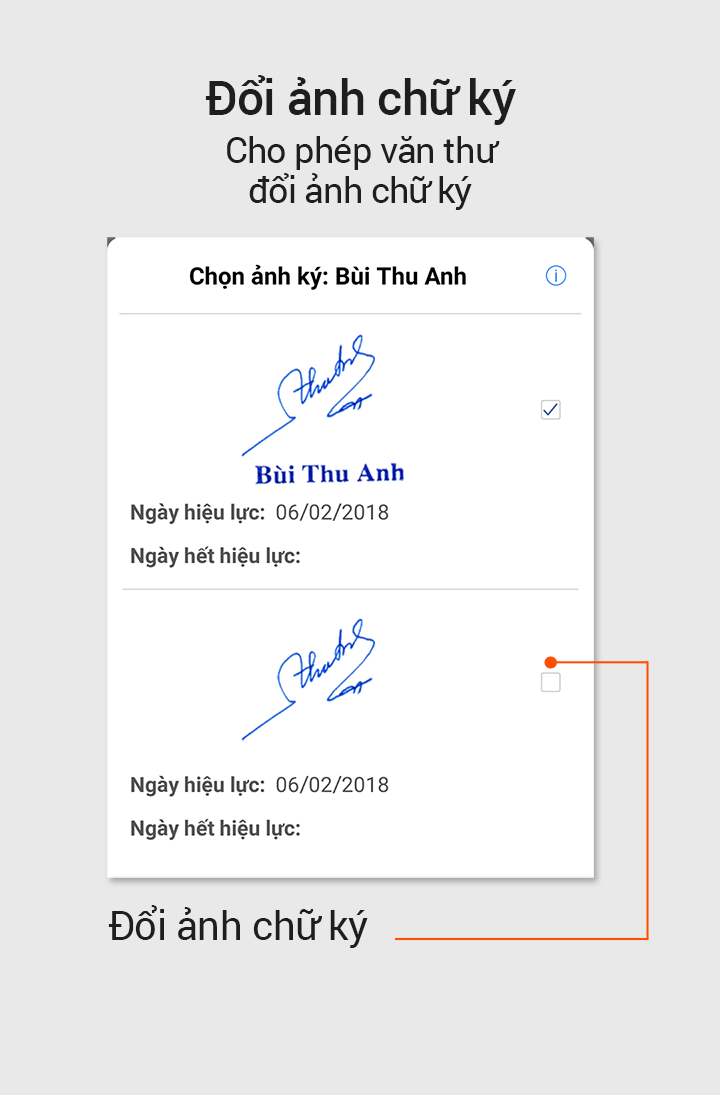 Đổi ảnh chữ ký
Cho phép văn thư
đổi ảnh chữ ký
Chọn ảnh ký: Bùi Thu Anh
ThuAnh
Bùi Thu Anh
Ngày hiệu lực: 06/02/2018
Ngày hết hiệu lực:
ThuAnh
Ngày hiệu lực: 06/02/2018
Ngày hết hiệu lực:
Đổi ảnh chữ ký